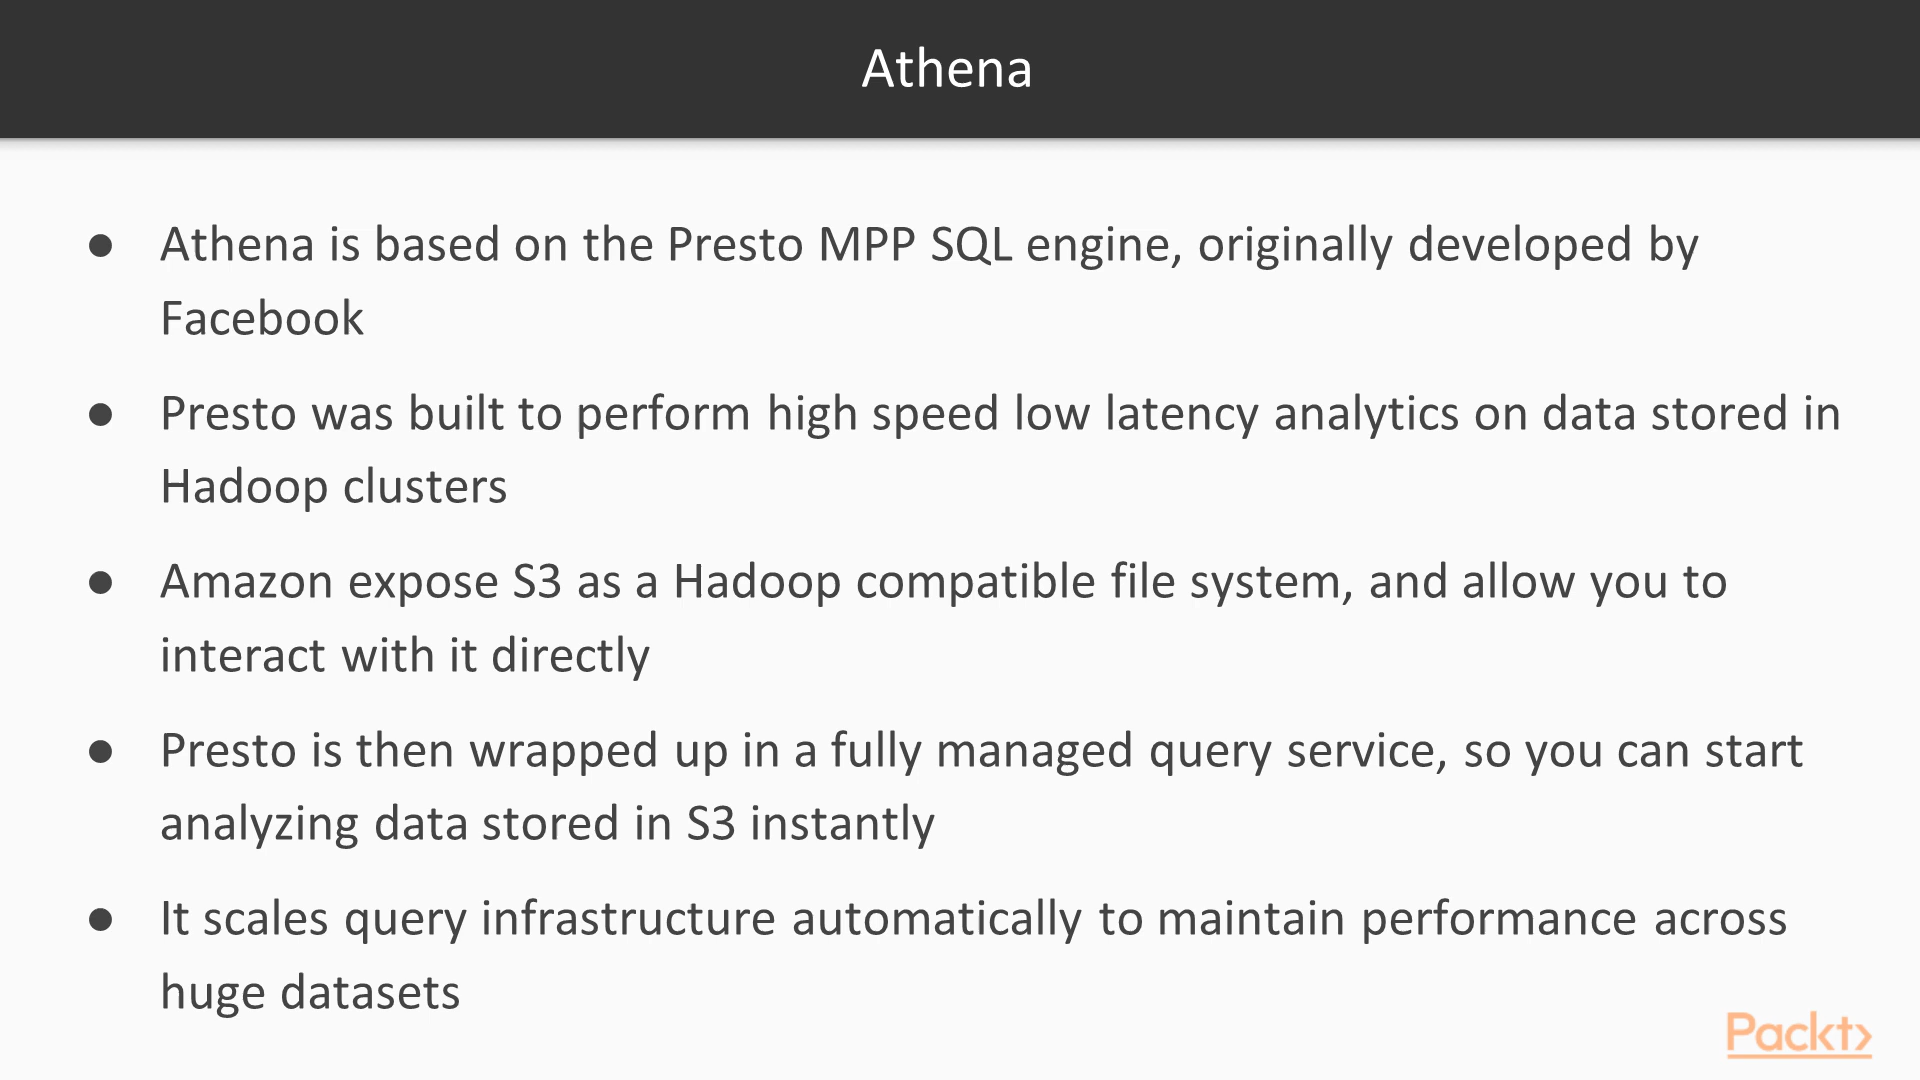 Athena
● Athena is based on the Presto MPP SQL engine, originally developed by
Facebook
● Presto was built to perform high speed low latency analytics on data stored in
Hadoop clusters
● Amazon expose S3 as a Hadoop compatible file system, and allow you to
interact with it directly
● Presto is then wrapped up in a fully managed query service, so you can start
analyzing data stored in S3 instantly
● It scales query infrastructure automatically to maintain performance across
huge datasets
Packt>